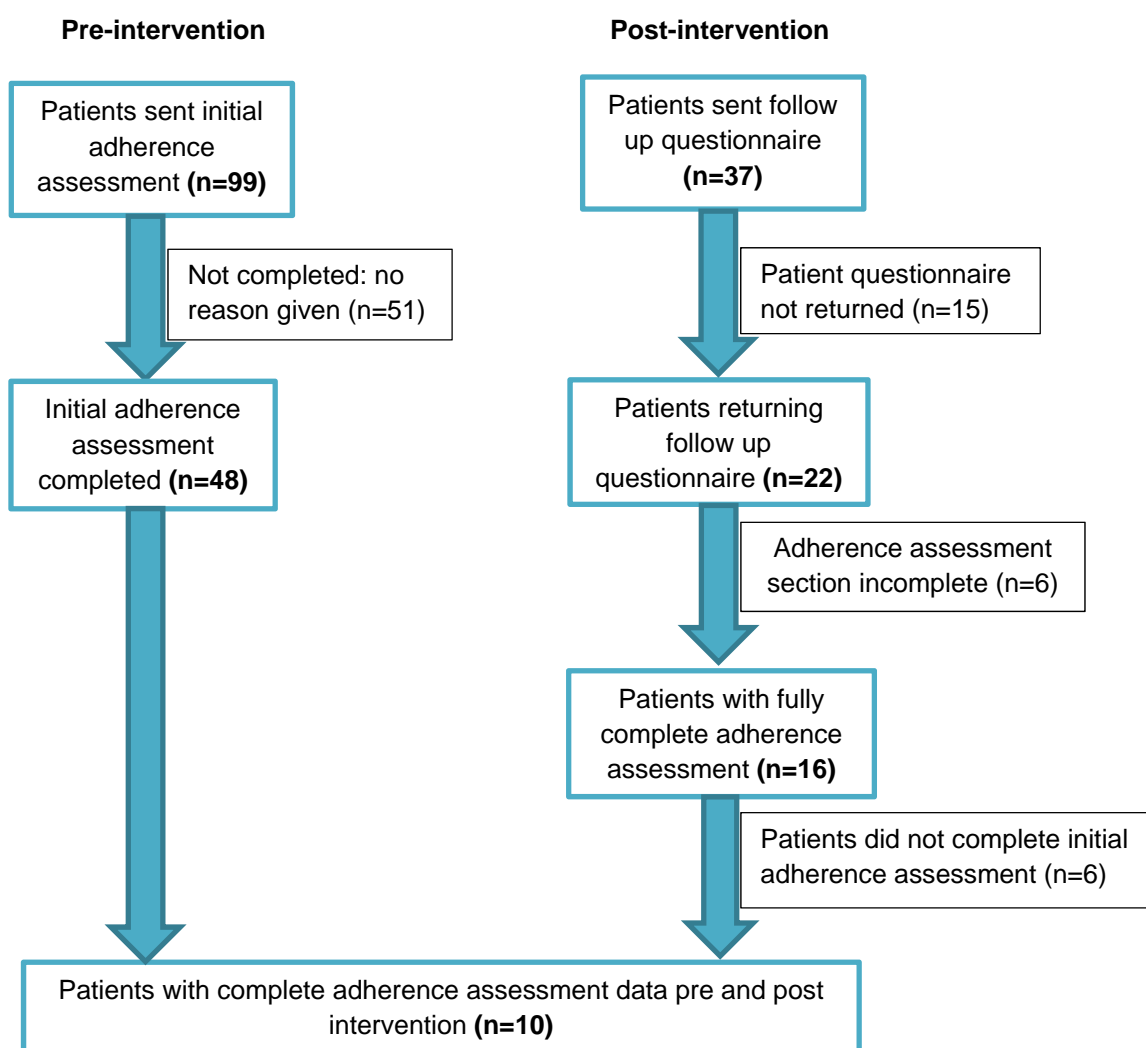 Pre-intervention
Post-intervention
Patients sent initial
adherence
assessment (n=99)
Patients sent follow
up questionnaire
(n=37)
Not completed: no
reason given (n=51)
Patient questionnaire
not returned (n=15)
Initial adherence
assessment
completed (n=48)
Patients returning
follow up
questionnaire (n=22)
Adherence assessment
section incomplete (n=6)
Patients with fully
complete adherence
assessment (n=16)
Patients did not complete initial
adherence assessment (n=6)
Patients with complete adherence assessment data pre and post
intervention (n=10)